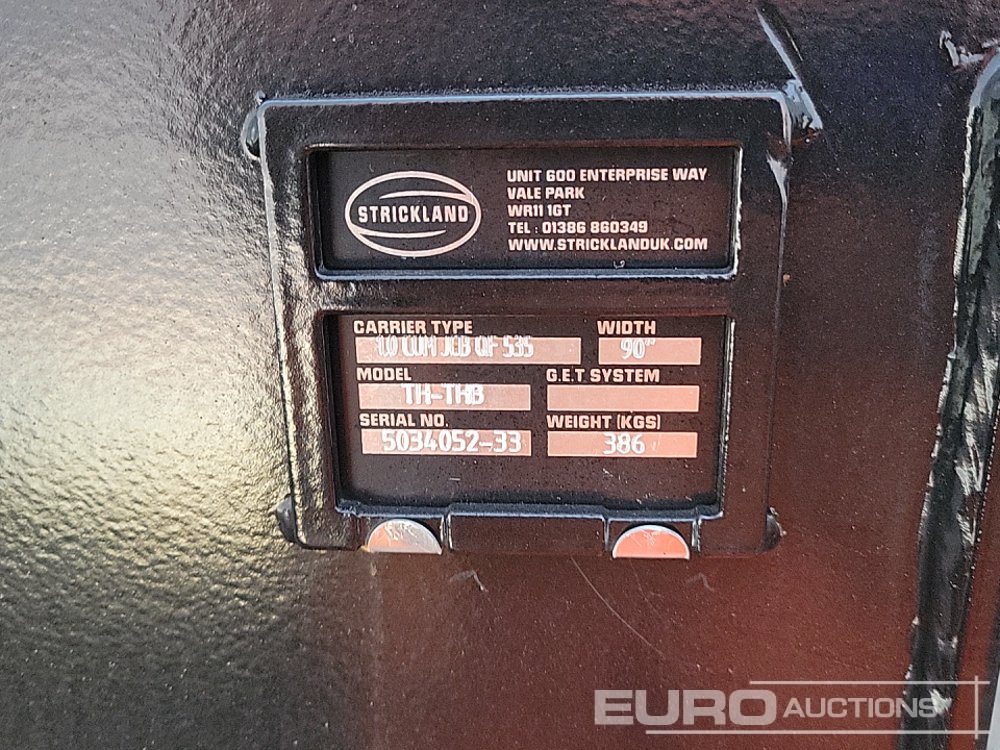 STRICKLAND
UNIT 600 ENTERPRISE WAY
VALE PARK
WR11 1GT
TEL : 01386 860349
WWW.STRICKLANDUK.COM
CARRIER TYPE
1.0 CUM JCB QF 535
WIDTH
90"
MODEL
TH-THB
G.E.T SYSTEM
SERIAL NO.
5034052-33
WEIGHT (KGS)
386
EURO AUCTIONS